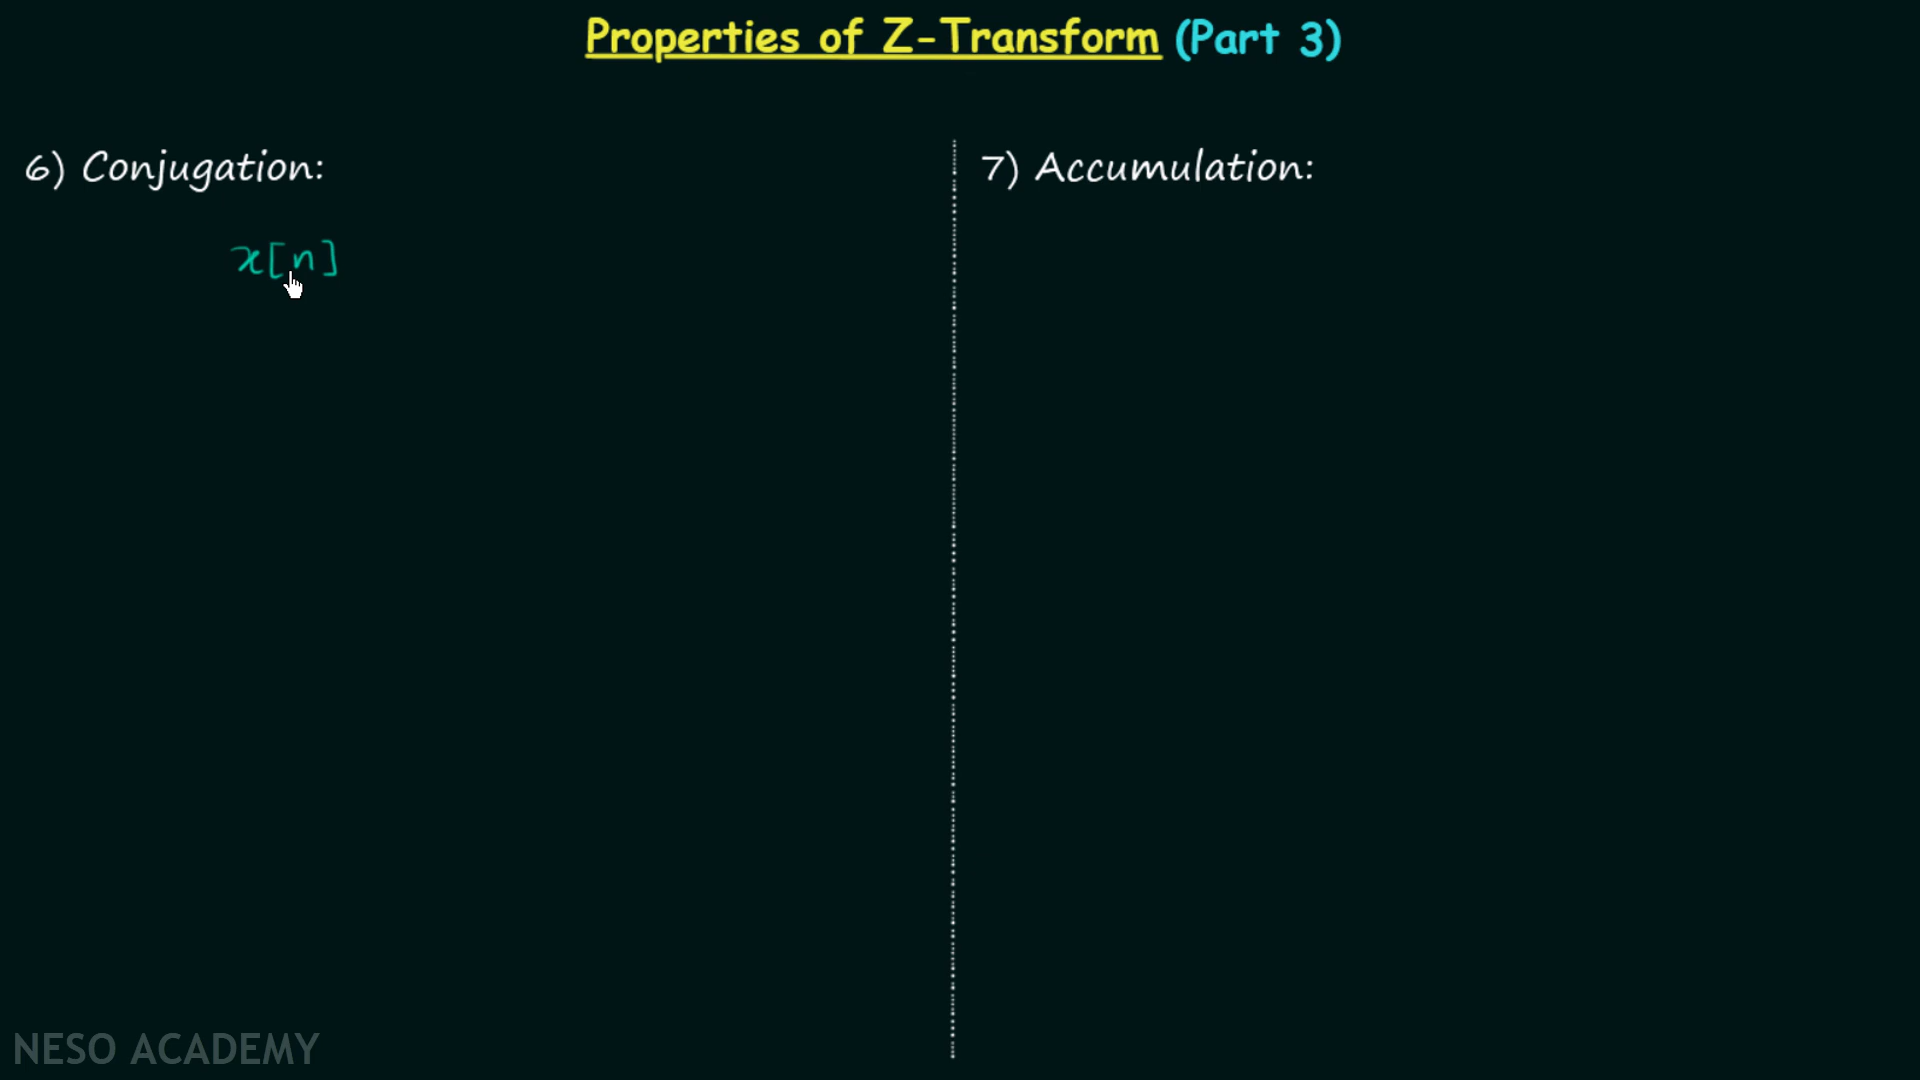 Properties of Z-Transform (Part 3)
6) Conjugation:
x[n]
7) Accumulation:
NESO ACADEMY